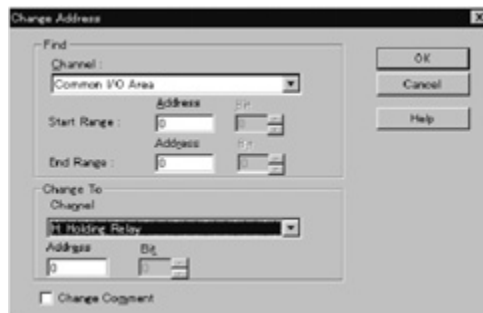 Change Address
Find
Channel :
Common I/O Area
Address Bit
Start Range : 0 0
Address Bit
End Range : 0 0
Change To
Channel
H Holding Relay
Address Bit
0 0
Change Comment
OK
Cancel
Help